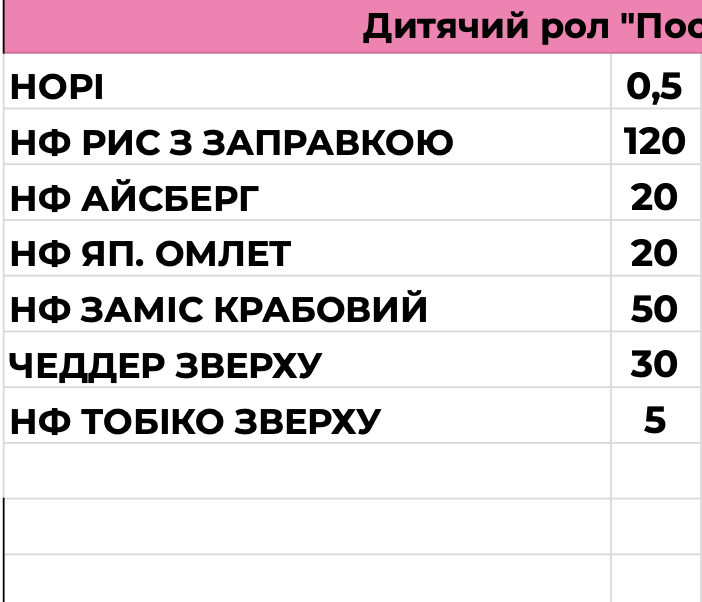 Дитячий рол "Пос
НОРІ 0,5
НФ РИС З ЗАПРАВКОЮ 120
НФ АЙСБЕРГ 20
НФ ЯП. ОМЛЕТ 20
НФ ЗАМІС КРАБОВИЙ 50
ЧЕДДЕР ЗВЕРХУ 30
НФ ТОБІКО ЗВЕРХУ 5